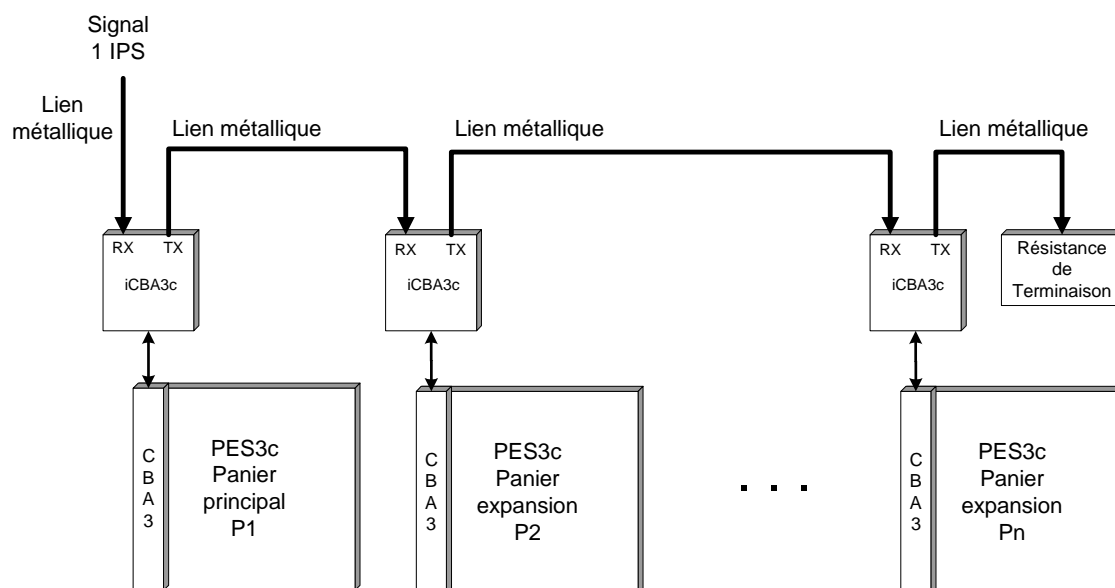 Signal
1 IPS
Lien
métallique
Lien métallique
Lien métallique
Lien métallique
RX TX
iCBA3c
RX TX
iCBA3c
RX TX
iCBA3c
Résistance
de
Terminaison
C
B
A
3
PES3c
Panier
principal
P1
C
B
A
3
PES3c
Panier
expansion
P2
. . .
C
B
A
3
PES3c
Panier
expansion
Pn